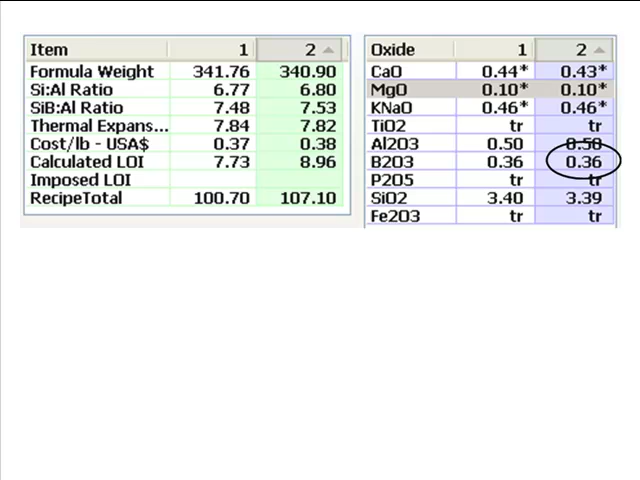 Item 1 2
Formula Weight 341.76 340.90
Si:Al Ratio 6.77 6.80
SiB:Al Ratio 7.48 7.53
Thermal Expans... 7.84 7.82
Cost/lb - USA$ 0.37 0.38
Calculated LOI 7.73 8.96
Imposed LOI
RecipeTotal 100.70 107.10
Oxide 1 2
CaO 0.44* 0.43*
MgO 0.10* 0.10*
KNaO 0.46* 0.46*
TiO2 tr tr
Al2O3 0.50 0.50
B2O3 0.36 0.36
P2O5 tr tr
SiO2 3.40 3.39
Fe2O3 tr tr